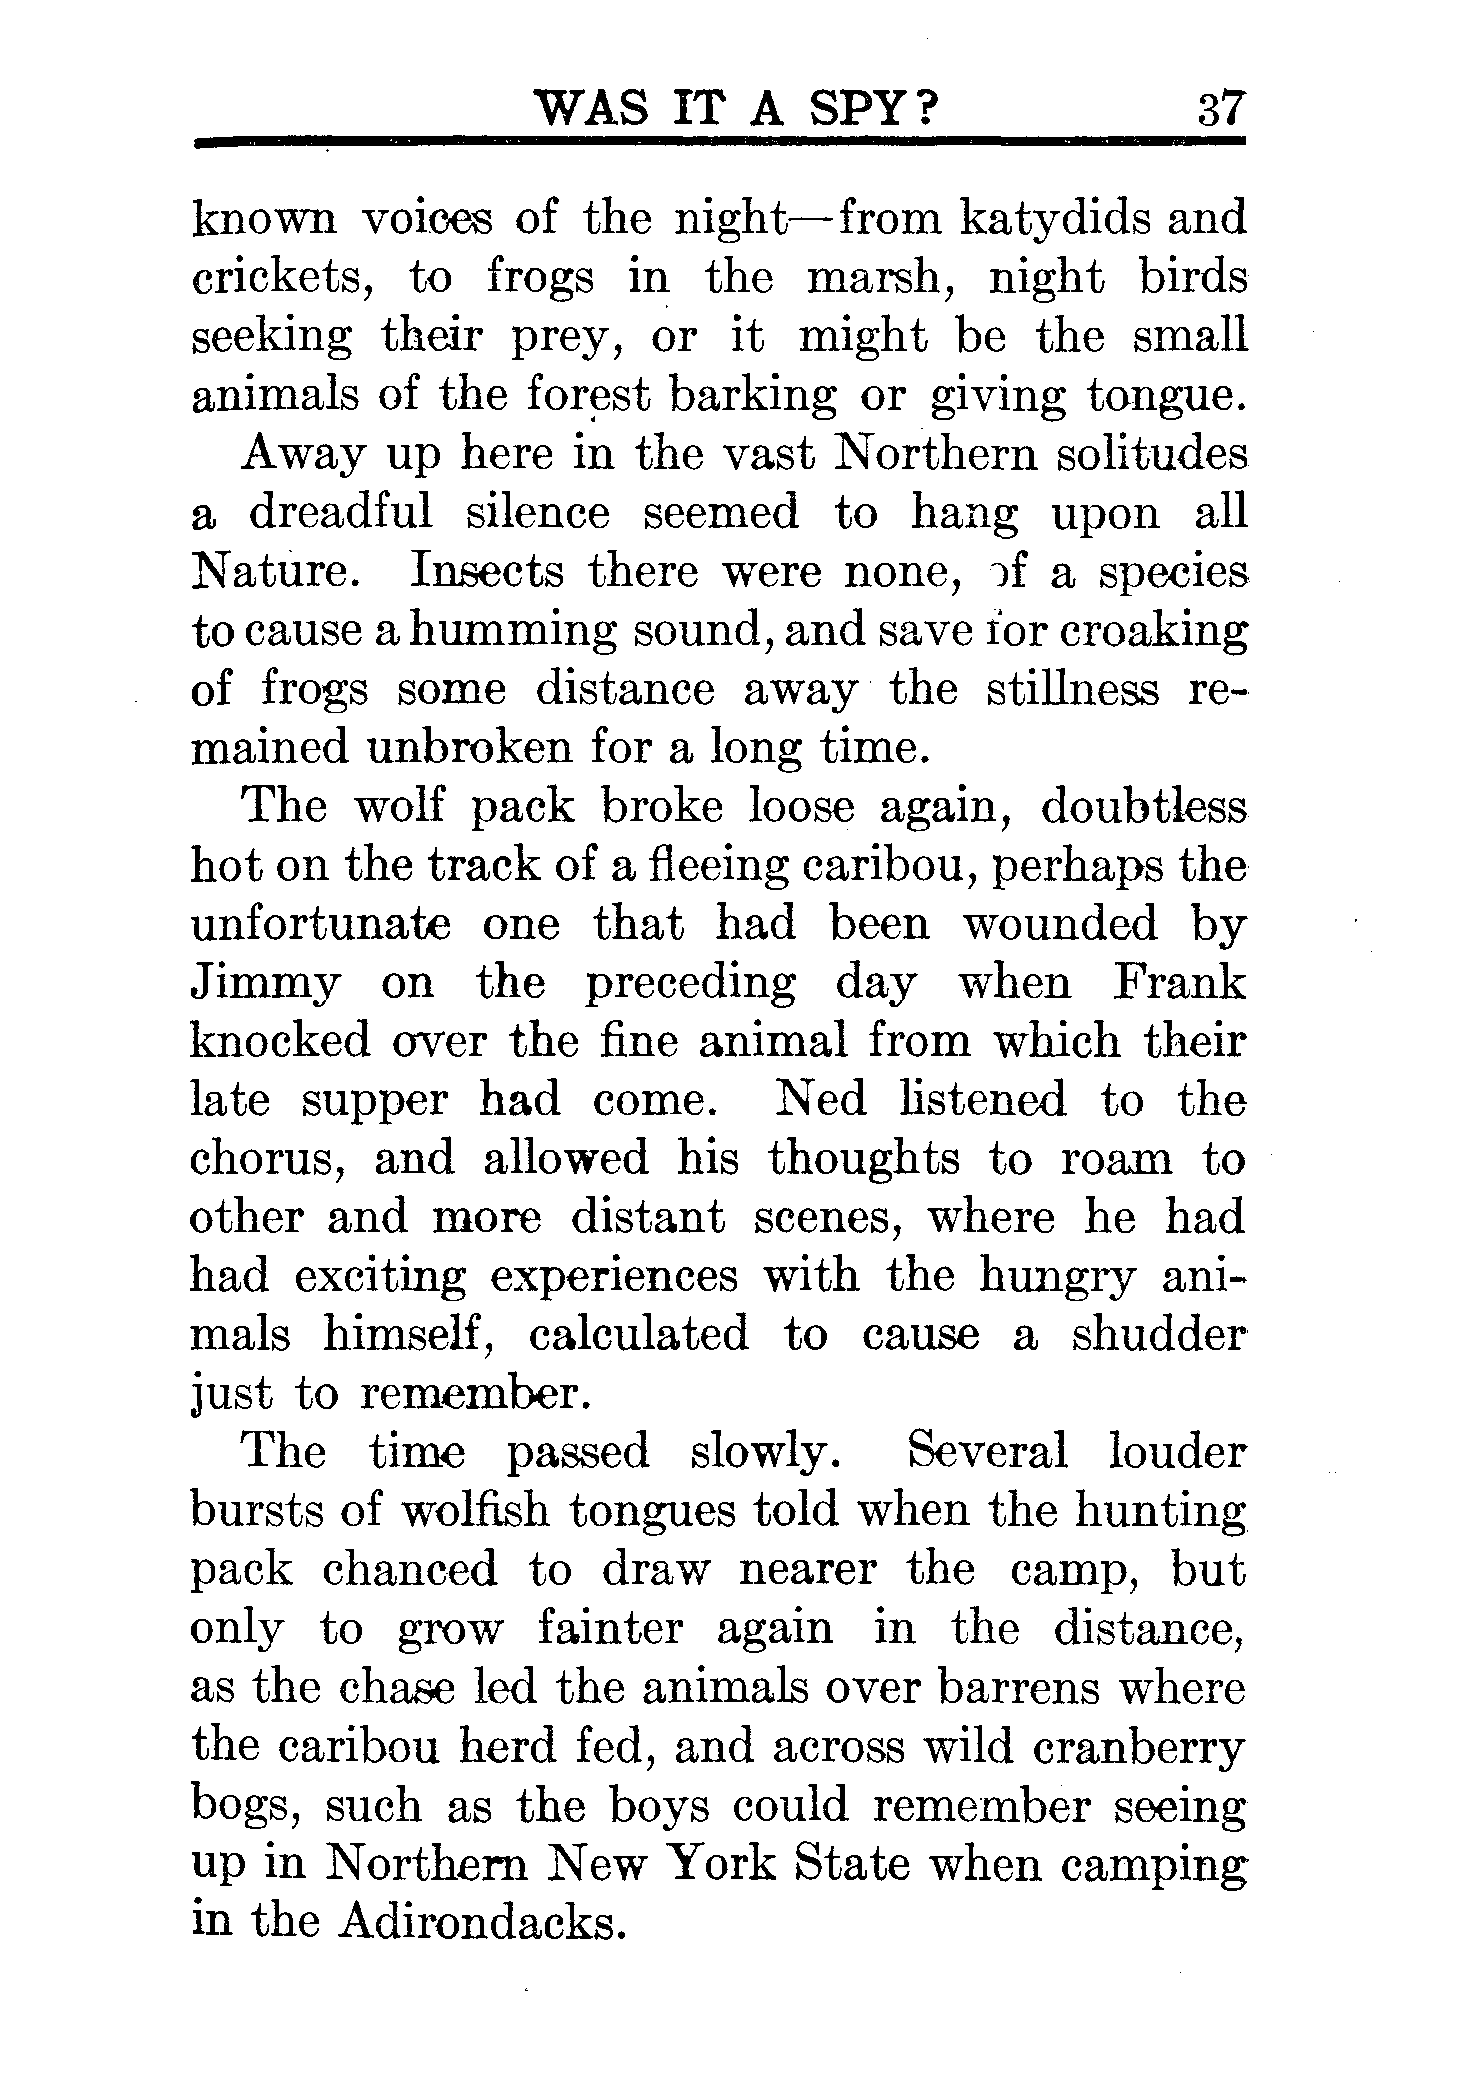 WAS IT A SPY? 37
known voices of the night—from katydids and
crickets, to frogs in the marsh, night birds
seeking their prey, or it might be the small
animals of the forest barking or giving tongue.
Away up here in the vast Northern solitudes
a dreadful silence seemed to hang upon all
Nature. Insects there were none, of a species
to cause a humming sound, and save for croaking
of frogs some distance away the stillness re-
mained unbroken for a long time.
The wolf pack broke loose again, doubtless
hot on the track of a fleeing caribou, perhaps the
unfortunate one that had been wounded by
Jimmy on the preceding day when Frank
knocked over the fine animal from which their
late supper had come. Ned listened to the
chorus, and allowed his thoughts to roam to
other and more distant scenes, where he had
had exciting experiences with the hungry ani-
mals himself, calculated to cause a shudder
just to remember.
The time passed slowly. Several louder
bursts of wolfish tongues told when the hunting
pack chanced to draw nearer the camp, but
only to grow fainter again in the distance,
as the chase led the animals over barrens where
the caribou herd fed, and across wild cranberry
bogs, such as the boys could remember seeing
up in Northern New York State when camping
in the Adirondacks.